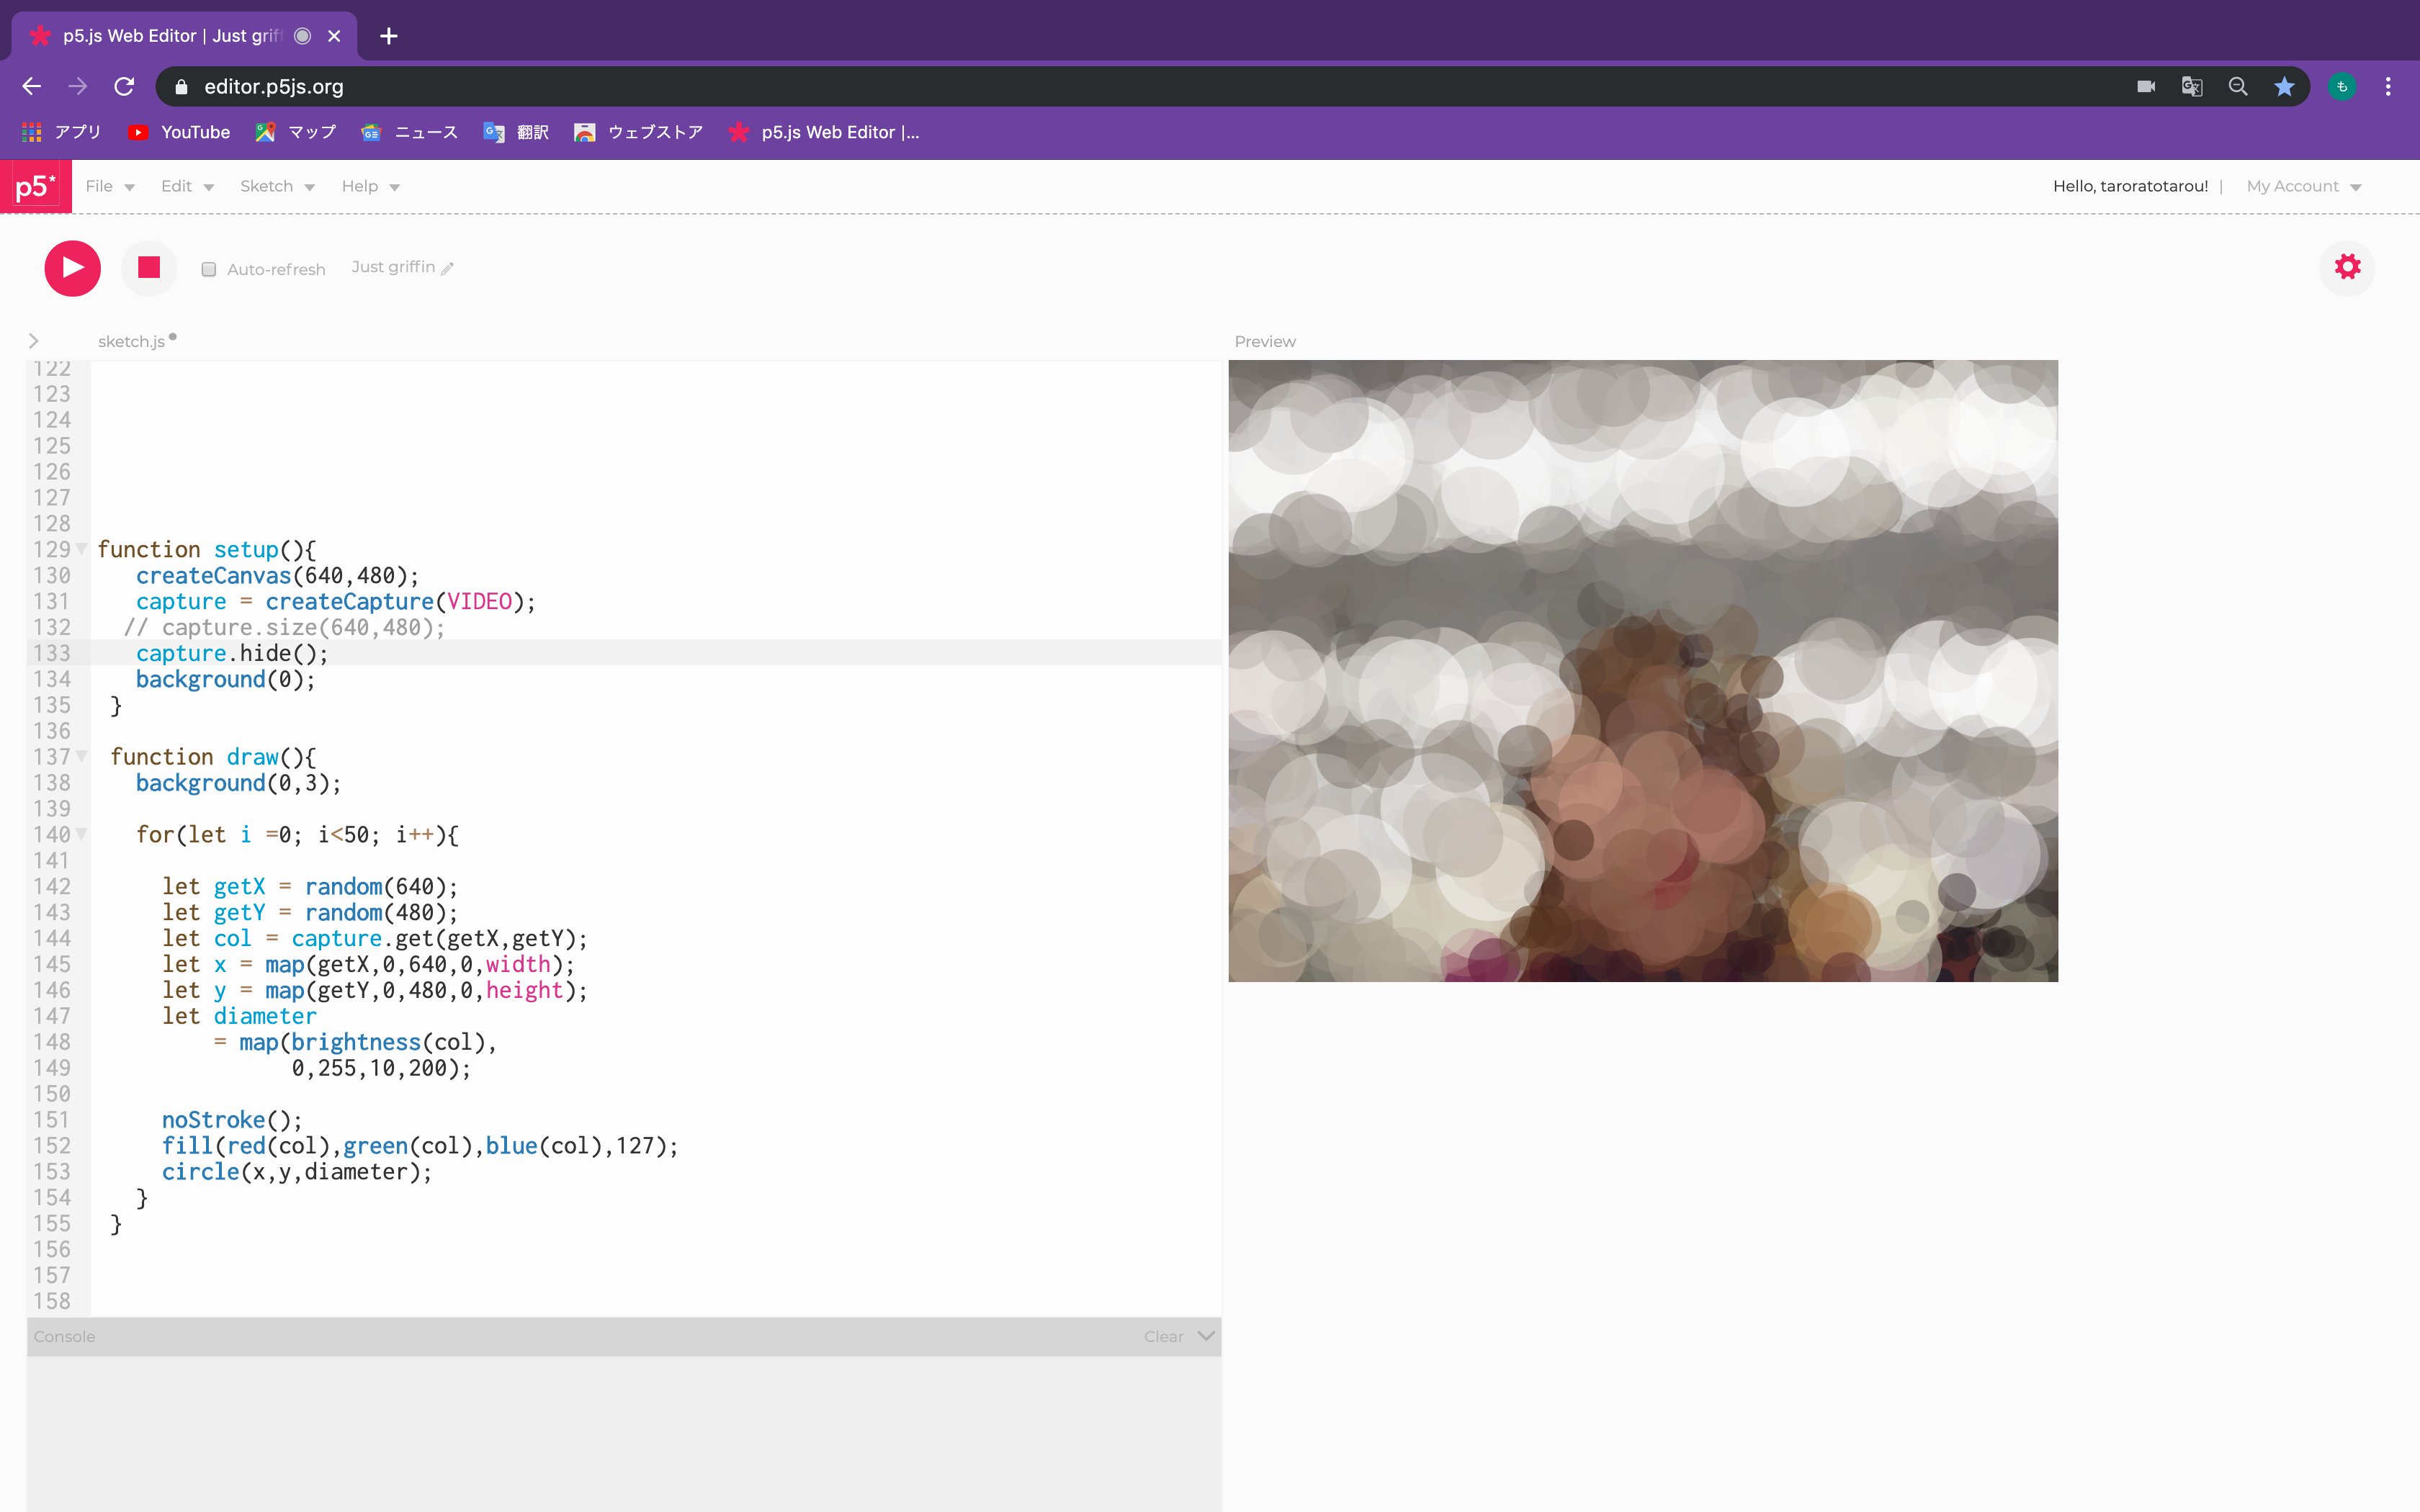 p5.js Web Editor | Just grif
editor.p5js.org
も
アプリ YouTube マップ ニュース 翻訳 ウェブストア p5.js Web Editor |...
p5* File Edit Sketch Help Hello, taroratotarou! | My Account
Auto-refresh Just griffin
sketch.js Preview
122
123
124
125
126
127
128
129 function setup(){
130 createCanvas(640,480);
131 capture = createCapture(VIDEO);
132 // capture.size(640,480);
133 capture.hide();
134 background(0);
135 }
136
137 function draw(){
138 background(0,3);
139
140 for(let i =0; i<50; i++){
141
142 let getX = random(640);
143 let getY = random(480);
144 let col = capture.get(getX,getY);
145 let x = map(getX,0,640,0,width);
146 let y = map(getY,0,480,0,height);
147 let diameter
148 = map(brightness(col),
149 0,255,10,200);
150
151 noStroke();
152 fill(red(col),green(col),blue(col),127);
153 circle(x,y,diameter);
154 }
155 }
156
157
158
Console Clear